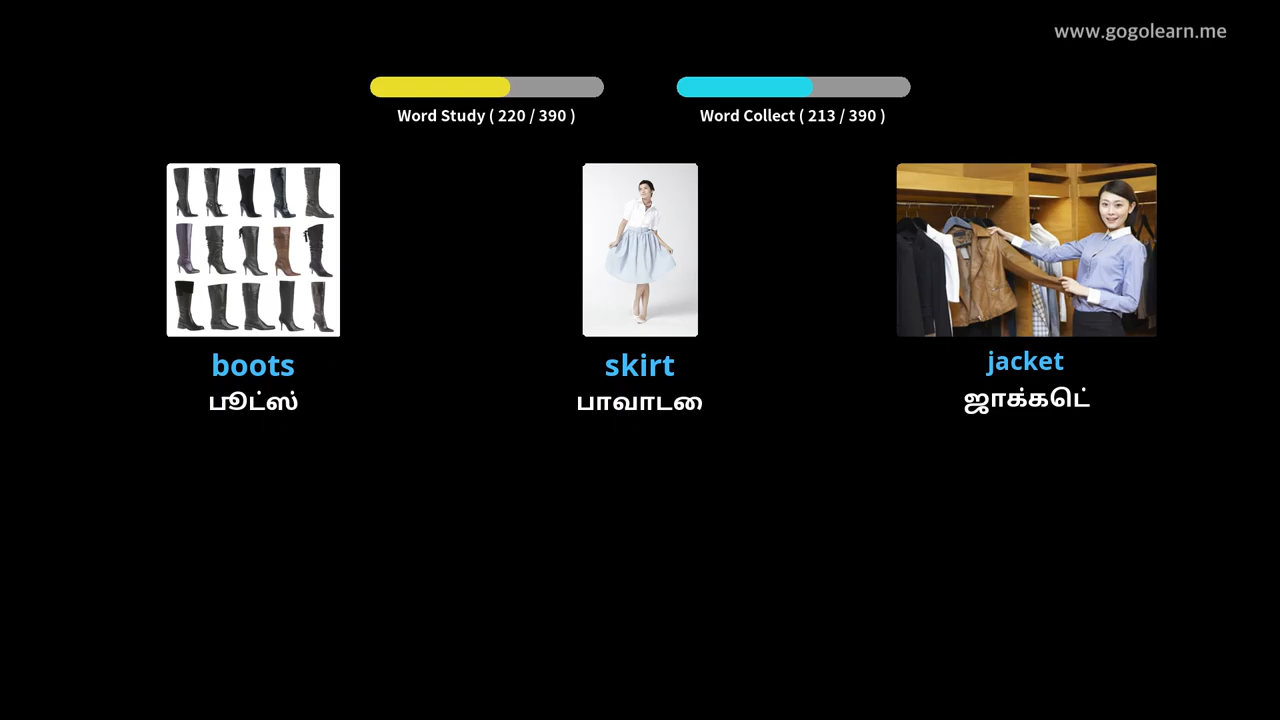 www.gogolearn.me
Word Study ( 220 / 390 )
Word Collect ( 213 / 390 )
boots
skirt
jacket
பூட்ஸ்
பாவாடை
ஜாக்கெட்